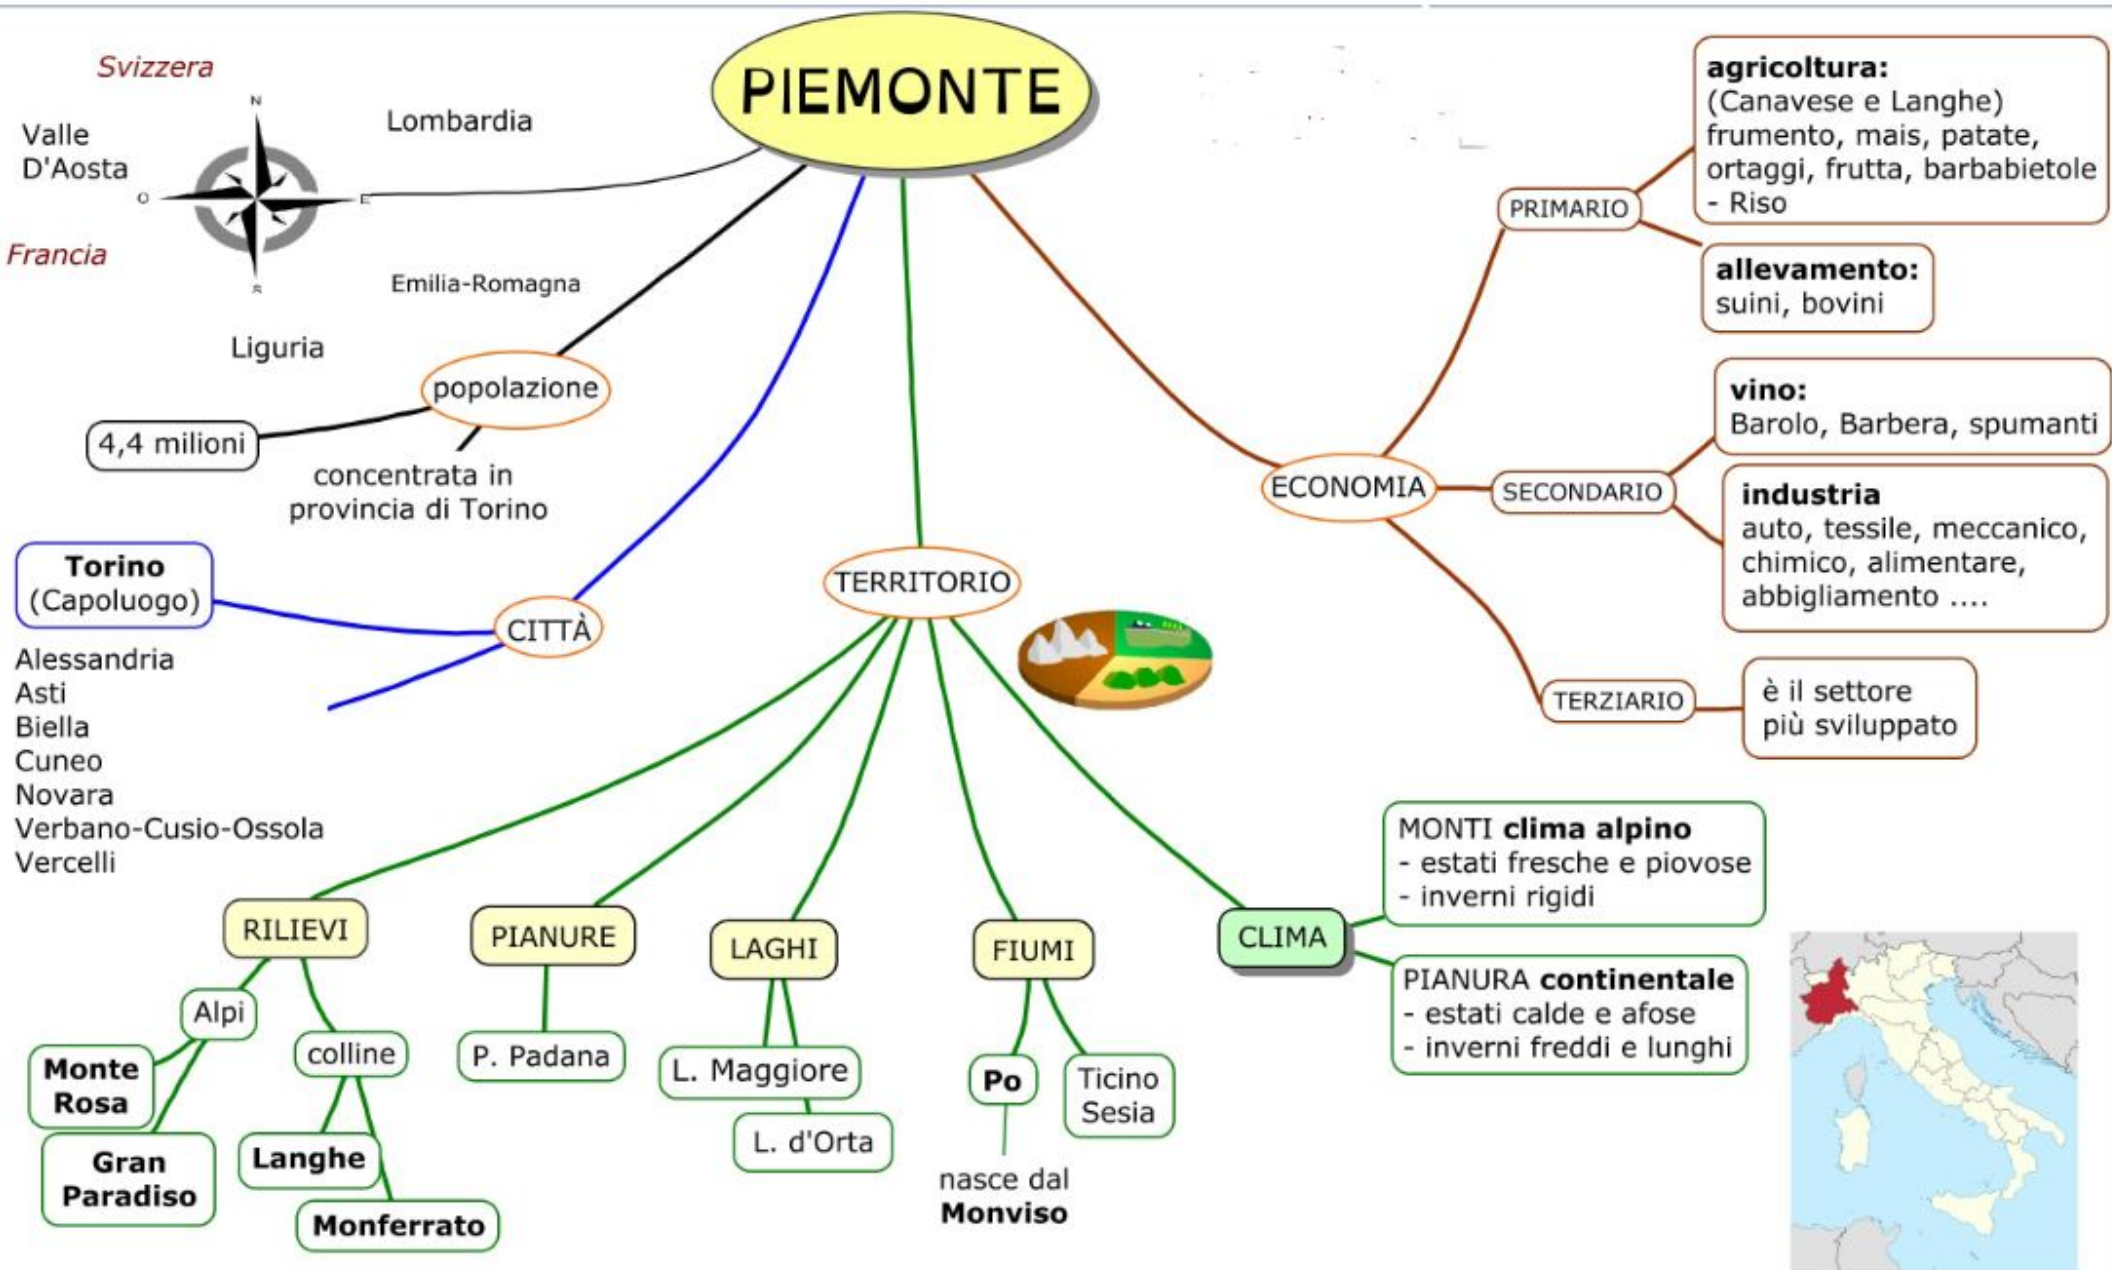 PIEMONTE
Svizzera
Valle
D'Aosta
Lombardia
N
O
E
S
Francia
Emilia-Romagna
Liguria
popolazione
4,4 milioni
concentrata in
provincia di Torino
Torino
(Capoluogo)
CITTÀ
Alessandria
Asti
Biella
Cuneo
Novara
Verbano-Cusio-Ossola
Vercelli
TERRITORIO
RILIEVI
Alpi
Monte
Rosa
Gran
Paradiso
colline
Langhe
Monferrato
PIANURE
P. Padana
LAGHI
L. Maggiore
L. d'Orta
FIUMI
Po
nasce dal
Monviso
Ticino
Sesia
CLIMA
MONTI clima alpino
- estati fresche e piovose
- inverni rigidi
PIANURA continentale
- estati calde e afose
- inverni freddi e lunghi
ECONOMIA
PRIMARIO
agricoltura:
(Canavese e Langhe)
frumento, mais, patate,
ortaggi, frutta, barbabietole
- Riso
allevamento:
suini, bovini
SECONDARIO
vino:
Barolo, Barbera, spumanti
industria
auto, tessile, meccanico,
chimico, alimentare,
abbigliamento ....
TERZIARIO
è il settore
più sviluppato